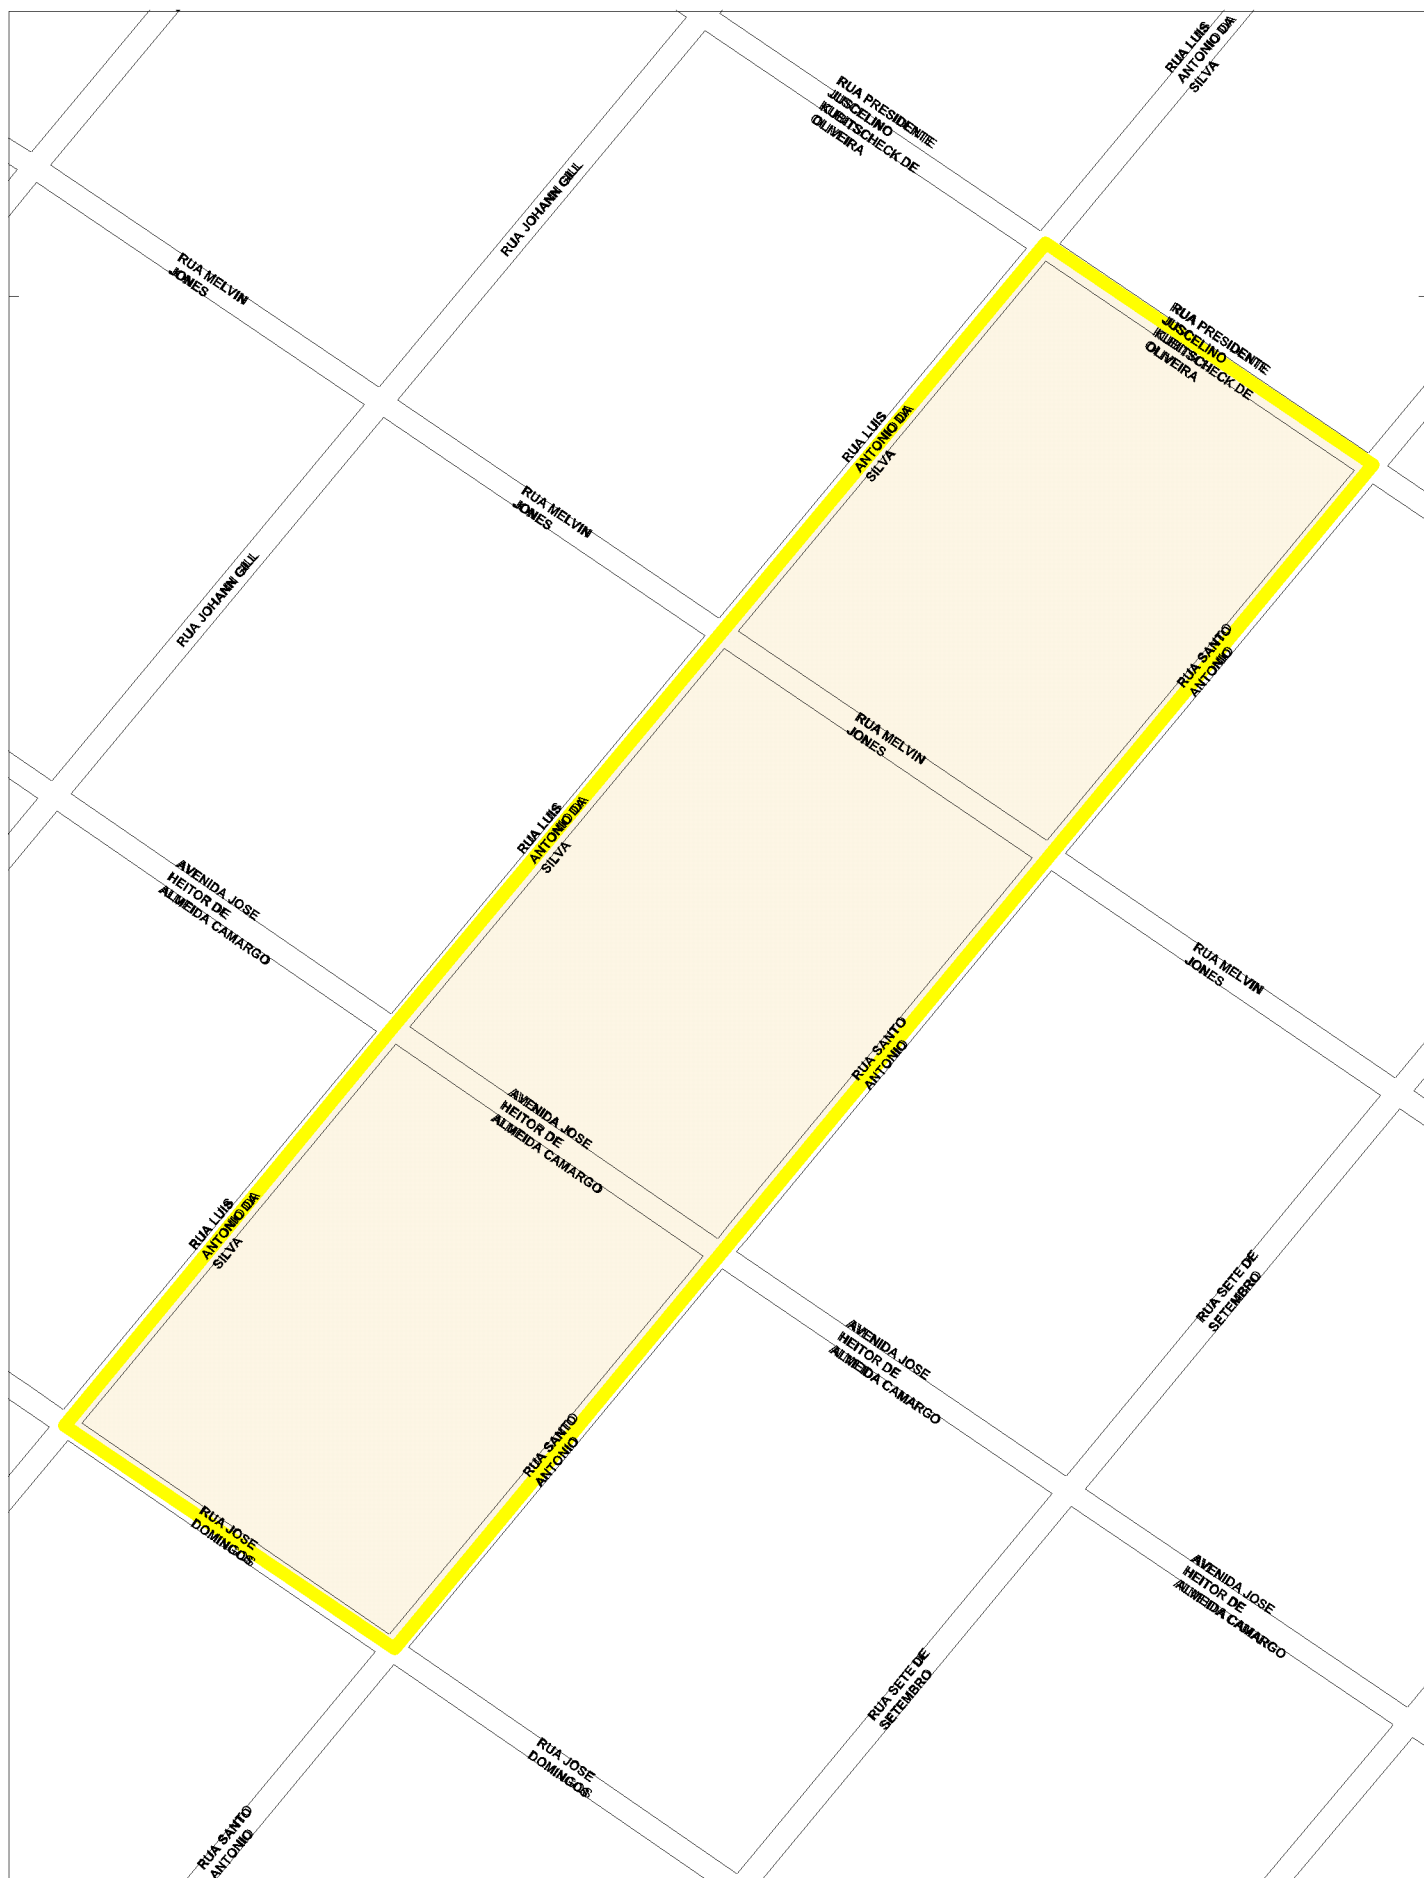 RUA LUIS
ANTONIO DA
SILVA
RUA PRESIDENTE
JUSCELINO
KUBITSCHECK DE
OLIVEIRA
RUA JOHANN GILL
RUA MELVIN
JONES
RUA PRESIDENTE
JUSCELINO
KUBITSCHECK DE
OLIVEIRA
RUA LUIS
ANTONIO DA
SILVA
RUA MELVIN
JONES
RUA JOHANN GILL
RUA SANTO
ANTONIO
RUA MELVIN
JONES
RUA LUIS
ANTONIO DA
SILVA
AVENIDA JOSE
HEITOR DE
ALMEIDA CAMARGO
RUA MELVIN
JONES
RUA SANTO
ANTONIO
AVENIDA JOSE
HEITOR DE
ALMEIDA CAMARGO
RUA LUIS
ANTONIO DA
SILVA
RUA SETE DE
SETEMBRO
AVENIDA JOSE
HEITOR DE
ALMEIDA CAMARGO
RUA SANTO
ANTONIO
RUA JOSE
DOMINGOS
AVENIDA JOSE
HEITOR DE
ALMEIDA CAMARGO
RUA SETE DE
SETEMBRO
RUA JOSE
DOMINGOS
RUA SANTO
ANTONIO